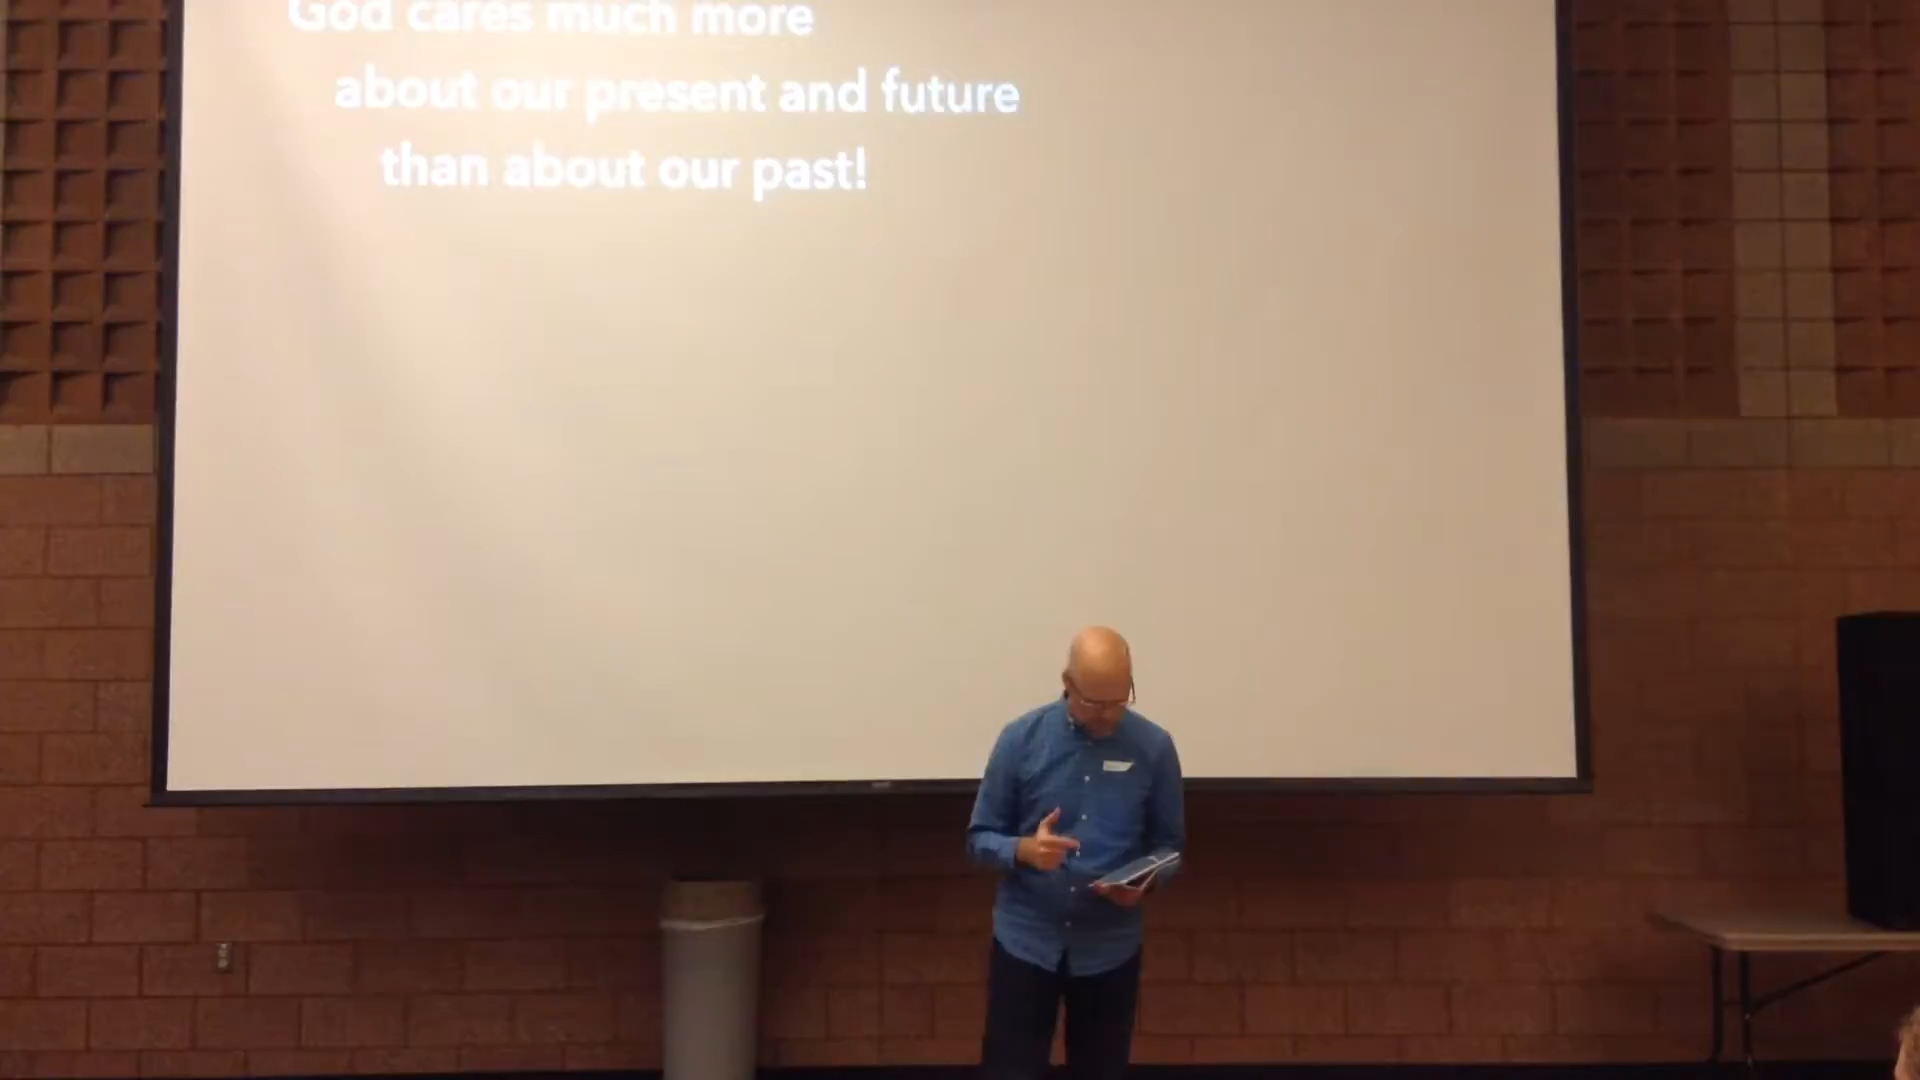 God cares much more
about our present and future
than about our past!